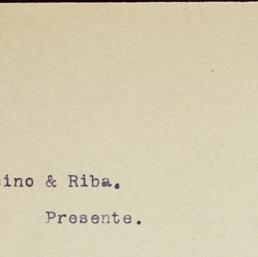 ino & Riba.
Presente.